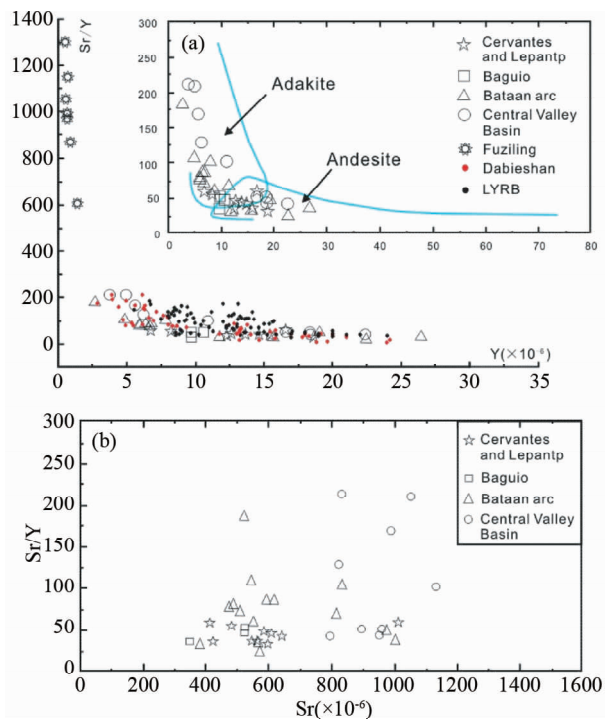 Sr/Y
1400
1200
1000
800
600
400
200
0
0 5 10 15 20 25 30 35
Y(×10⁻⁶)
(a)
300
250
200
150
100
50
0
0 10 20 30 40 50 60 70 80
Adakite
Andesite
Cervantes
and Lepantp
Baguio
Bataan arc
Central Valley
Basin
Fuziling
Dabieshan
LYRB
(b)
Sr/Y
300
250
200
150
100
50
0
0 200 400 600 800 1000 1200 1400 1600
Sr(×10⁻⁶)
Cervantes
and Lepantp
Baguio
Bataan arc
Central Valley
Basin